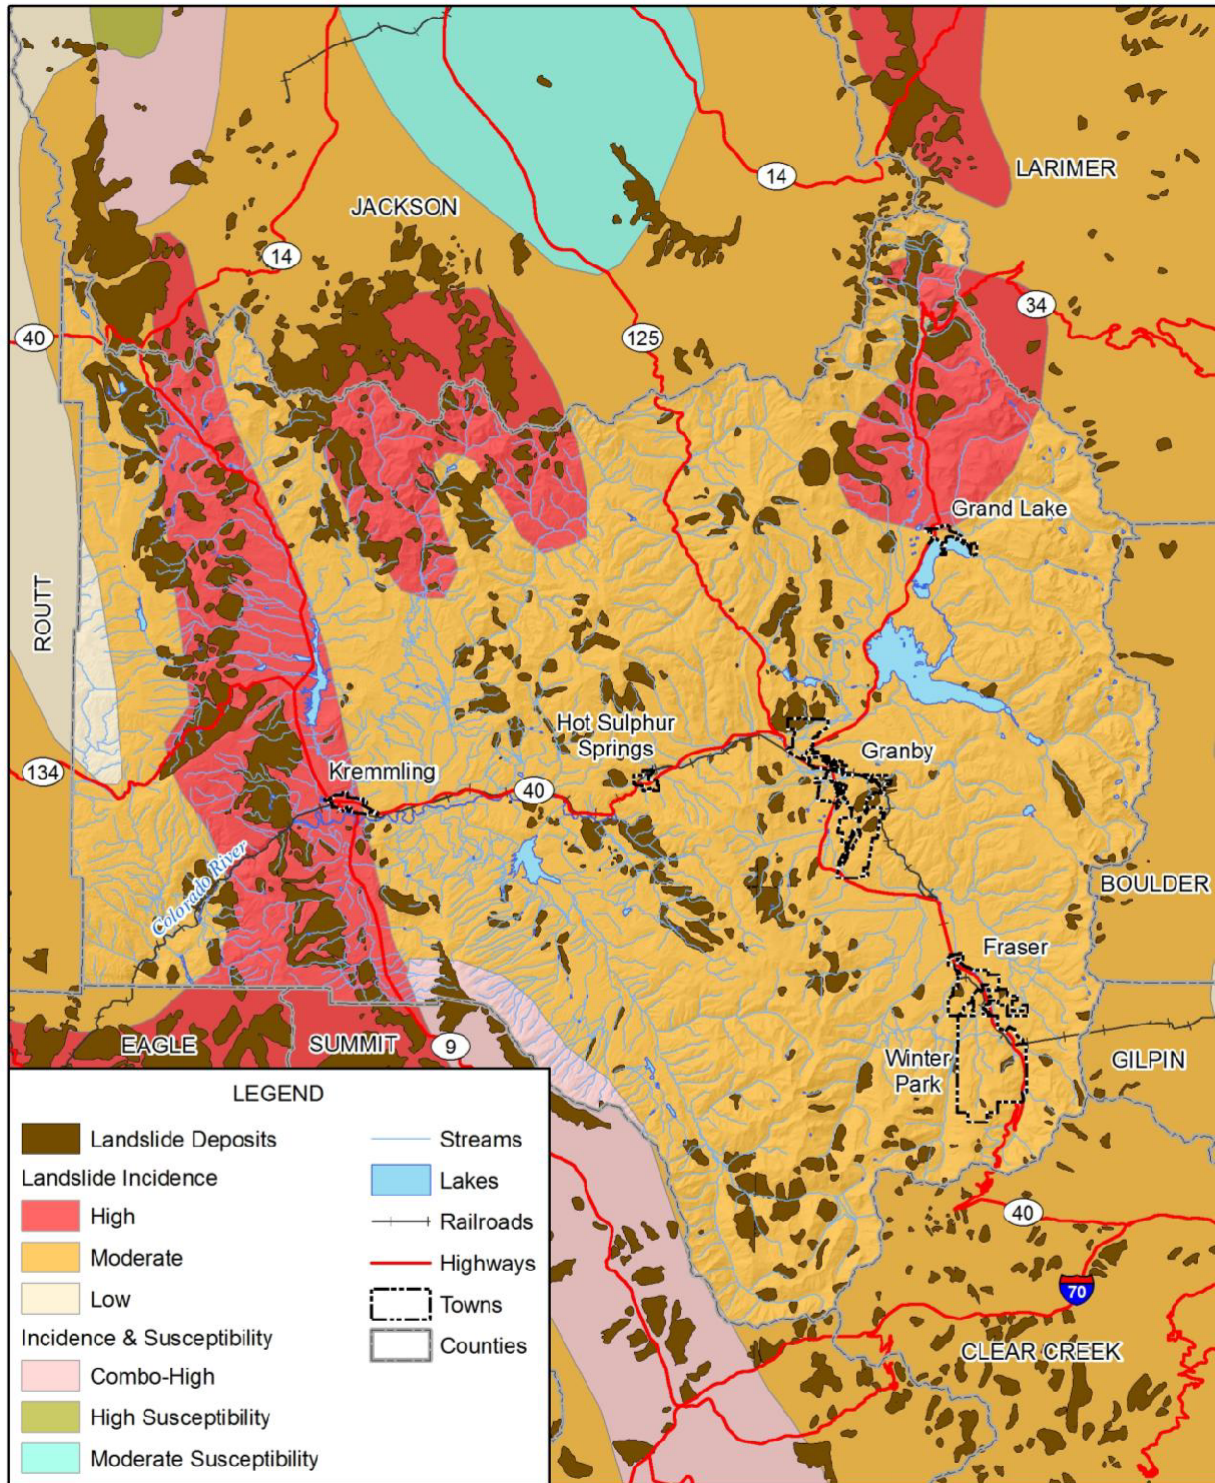 LARIMER
JACKSON
14
14
34
40
125
Grand Lake
ROUTT
Hot Sulphur
Springs
Granby
134
Kremmling
40
Colorado River
BOULDER
Fraser
EAGLE
SUMMIT
9
Winter
Park
GILPIN
40
70
CLEAR CREEK
LEGEND
Landslide Deposits
Landslide Incidence
High
Moderate
Low
Incidence & Susceptibility
Combo-High
High Susceptibility
Moderate Susceptibility
Streams
Lakes
Railroads
Highways
Towns
Counties